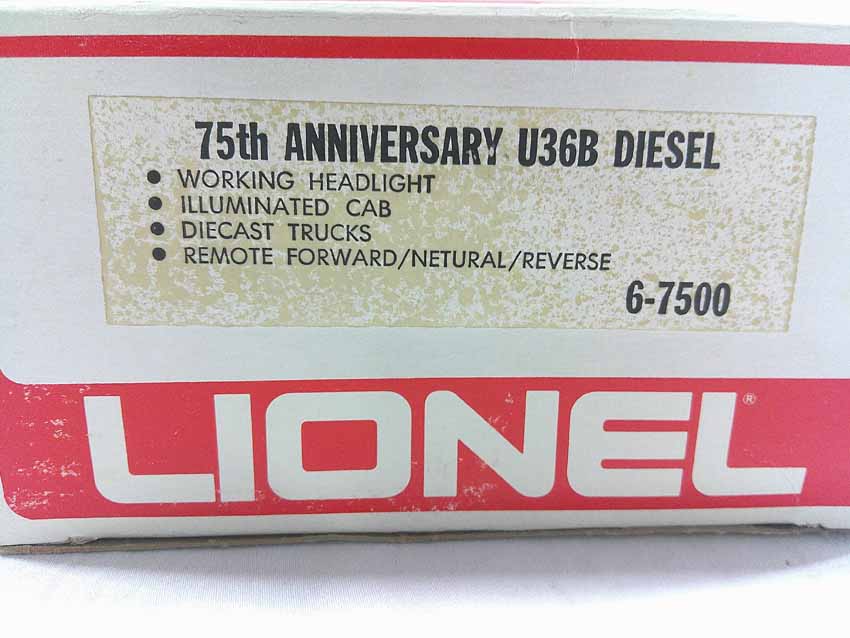 75th ANNIVERSARY U36B DIESEL
• WORKING HEADLIGHT
• ILLUMINATED CAB
• DIECAST TRUCKS
• REMOTE FORWARD/NETURAL/REVERSE
6-7500
LIONEL®